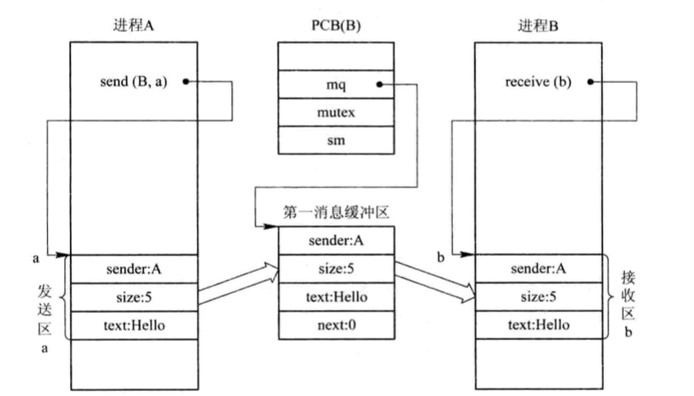 进程A
PCB(B)
进程B
send (B, a)
mq
mutex
sm
receive (b)
第一消息缓冲区
a
sender:A
size:5
text:Hello
发送区a
sender:A
size:5
text:Hello
next:0
b
sender:A
size:5
text:Hello
接收区b